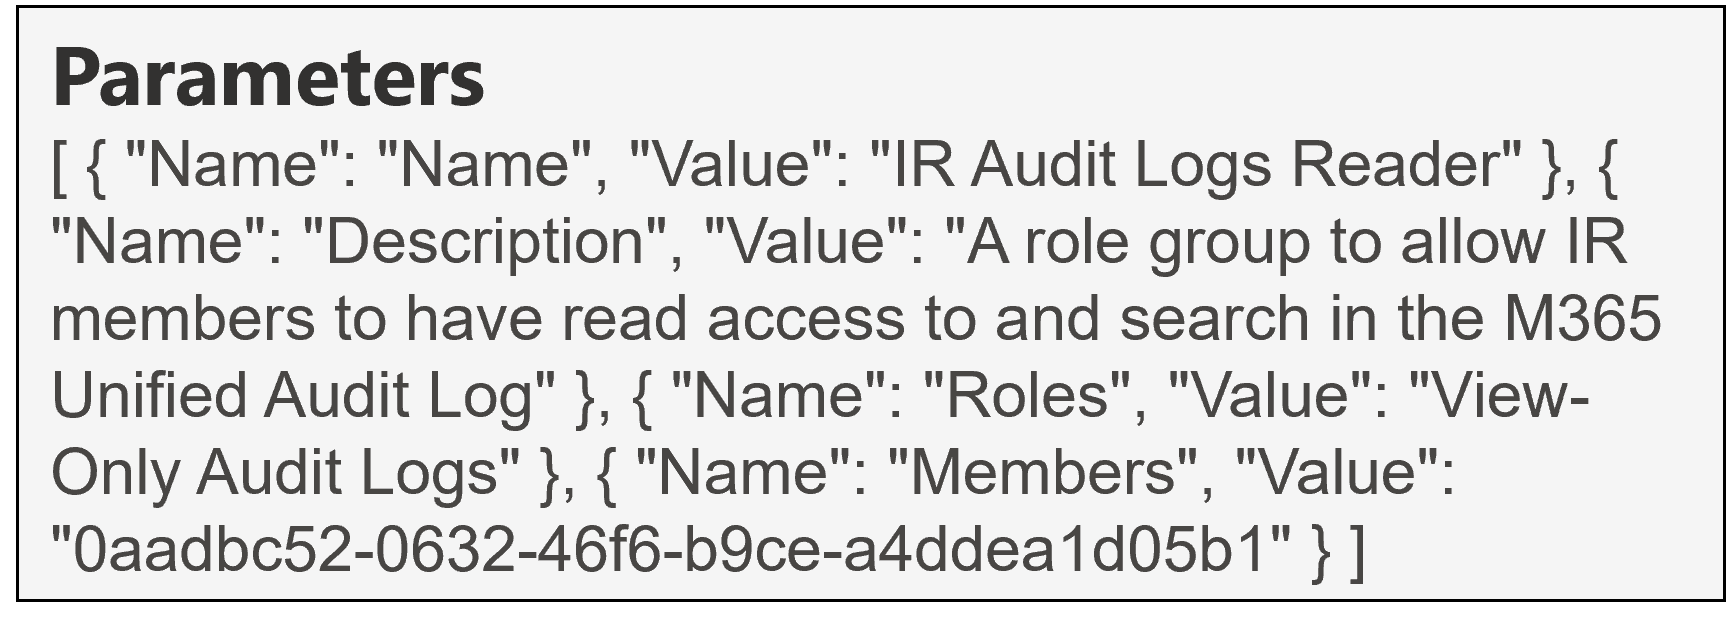 Parameters
[ { "Name": "Name", "Value": "IR Audit Logs Reader" }, {
"Name": "Description", "Value": "A role group to allow IR
members to have read access to and search in the M365
Unified Audit Log" }, { "Name": "Roles", "Value": "View-
Only Audit Logs" }, { "Name": "Members", "Value":
"0aadbc52-0632-46f6-b9ce-a4ddea1d05b1" } ]